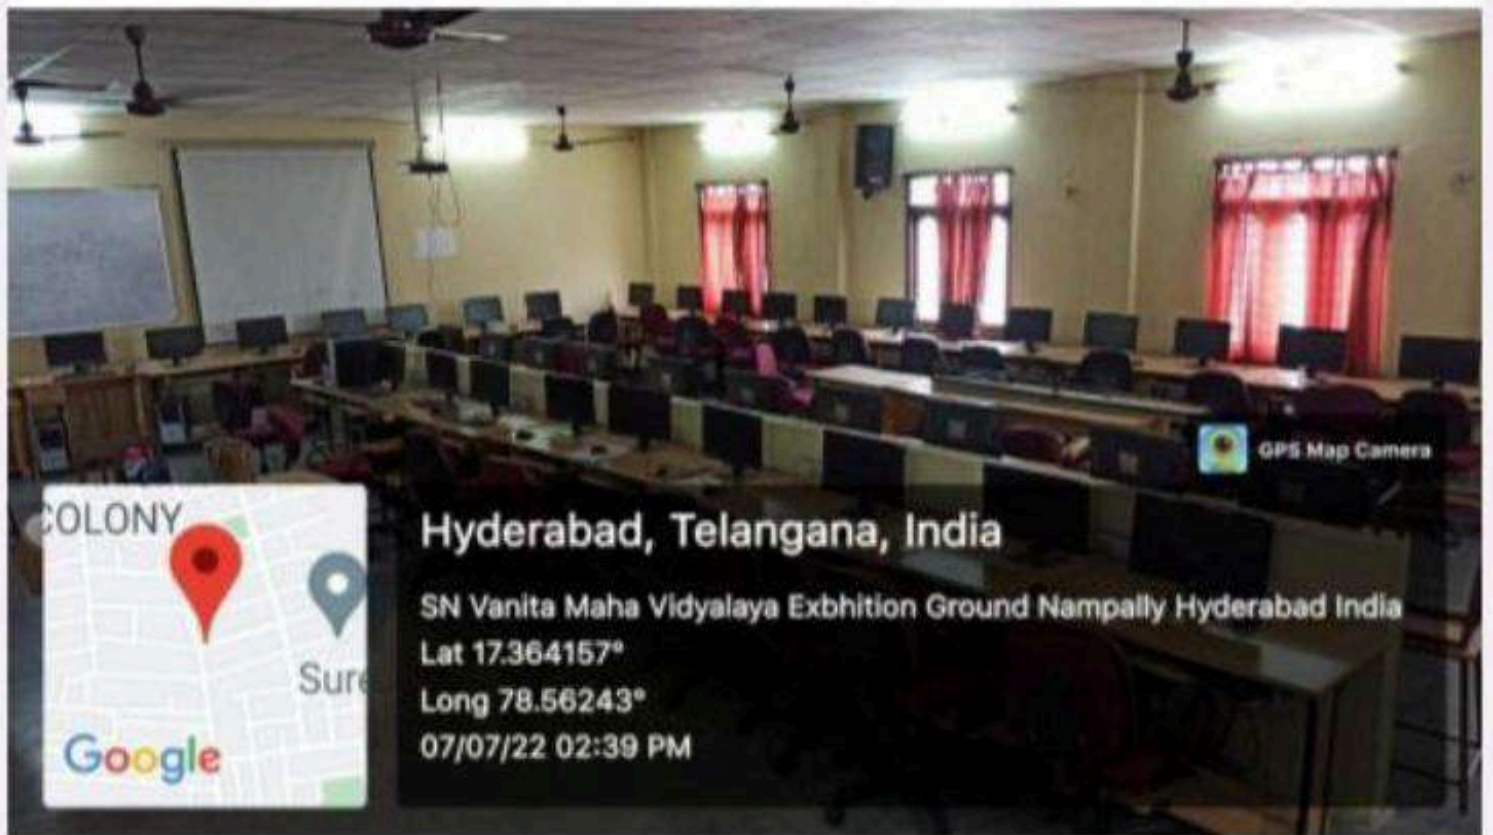 GPS Map Camera
COLONY
Hyderabad, Telangana, India
SN Vanita Maha Vidyalaya Exbhition Ground Nampally Hyderabad India
Lat 17.364157°
Long 78.56243°
07/07/22 02:39 PM
Sure
Google